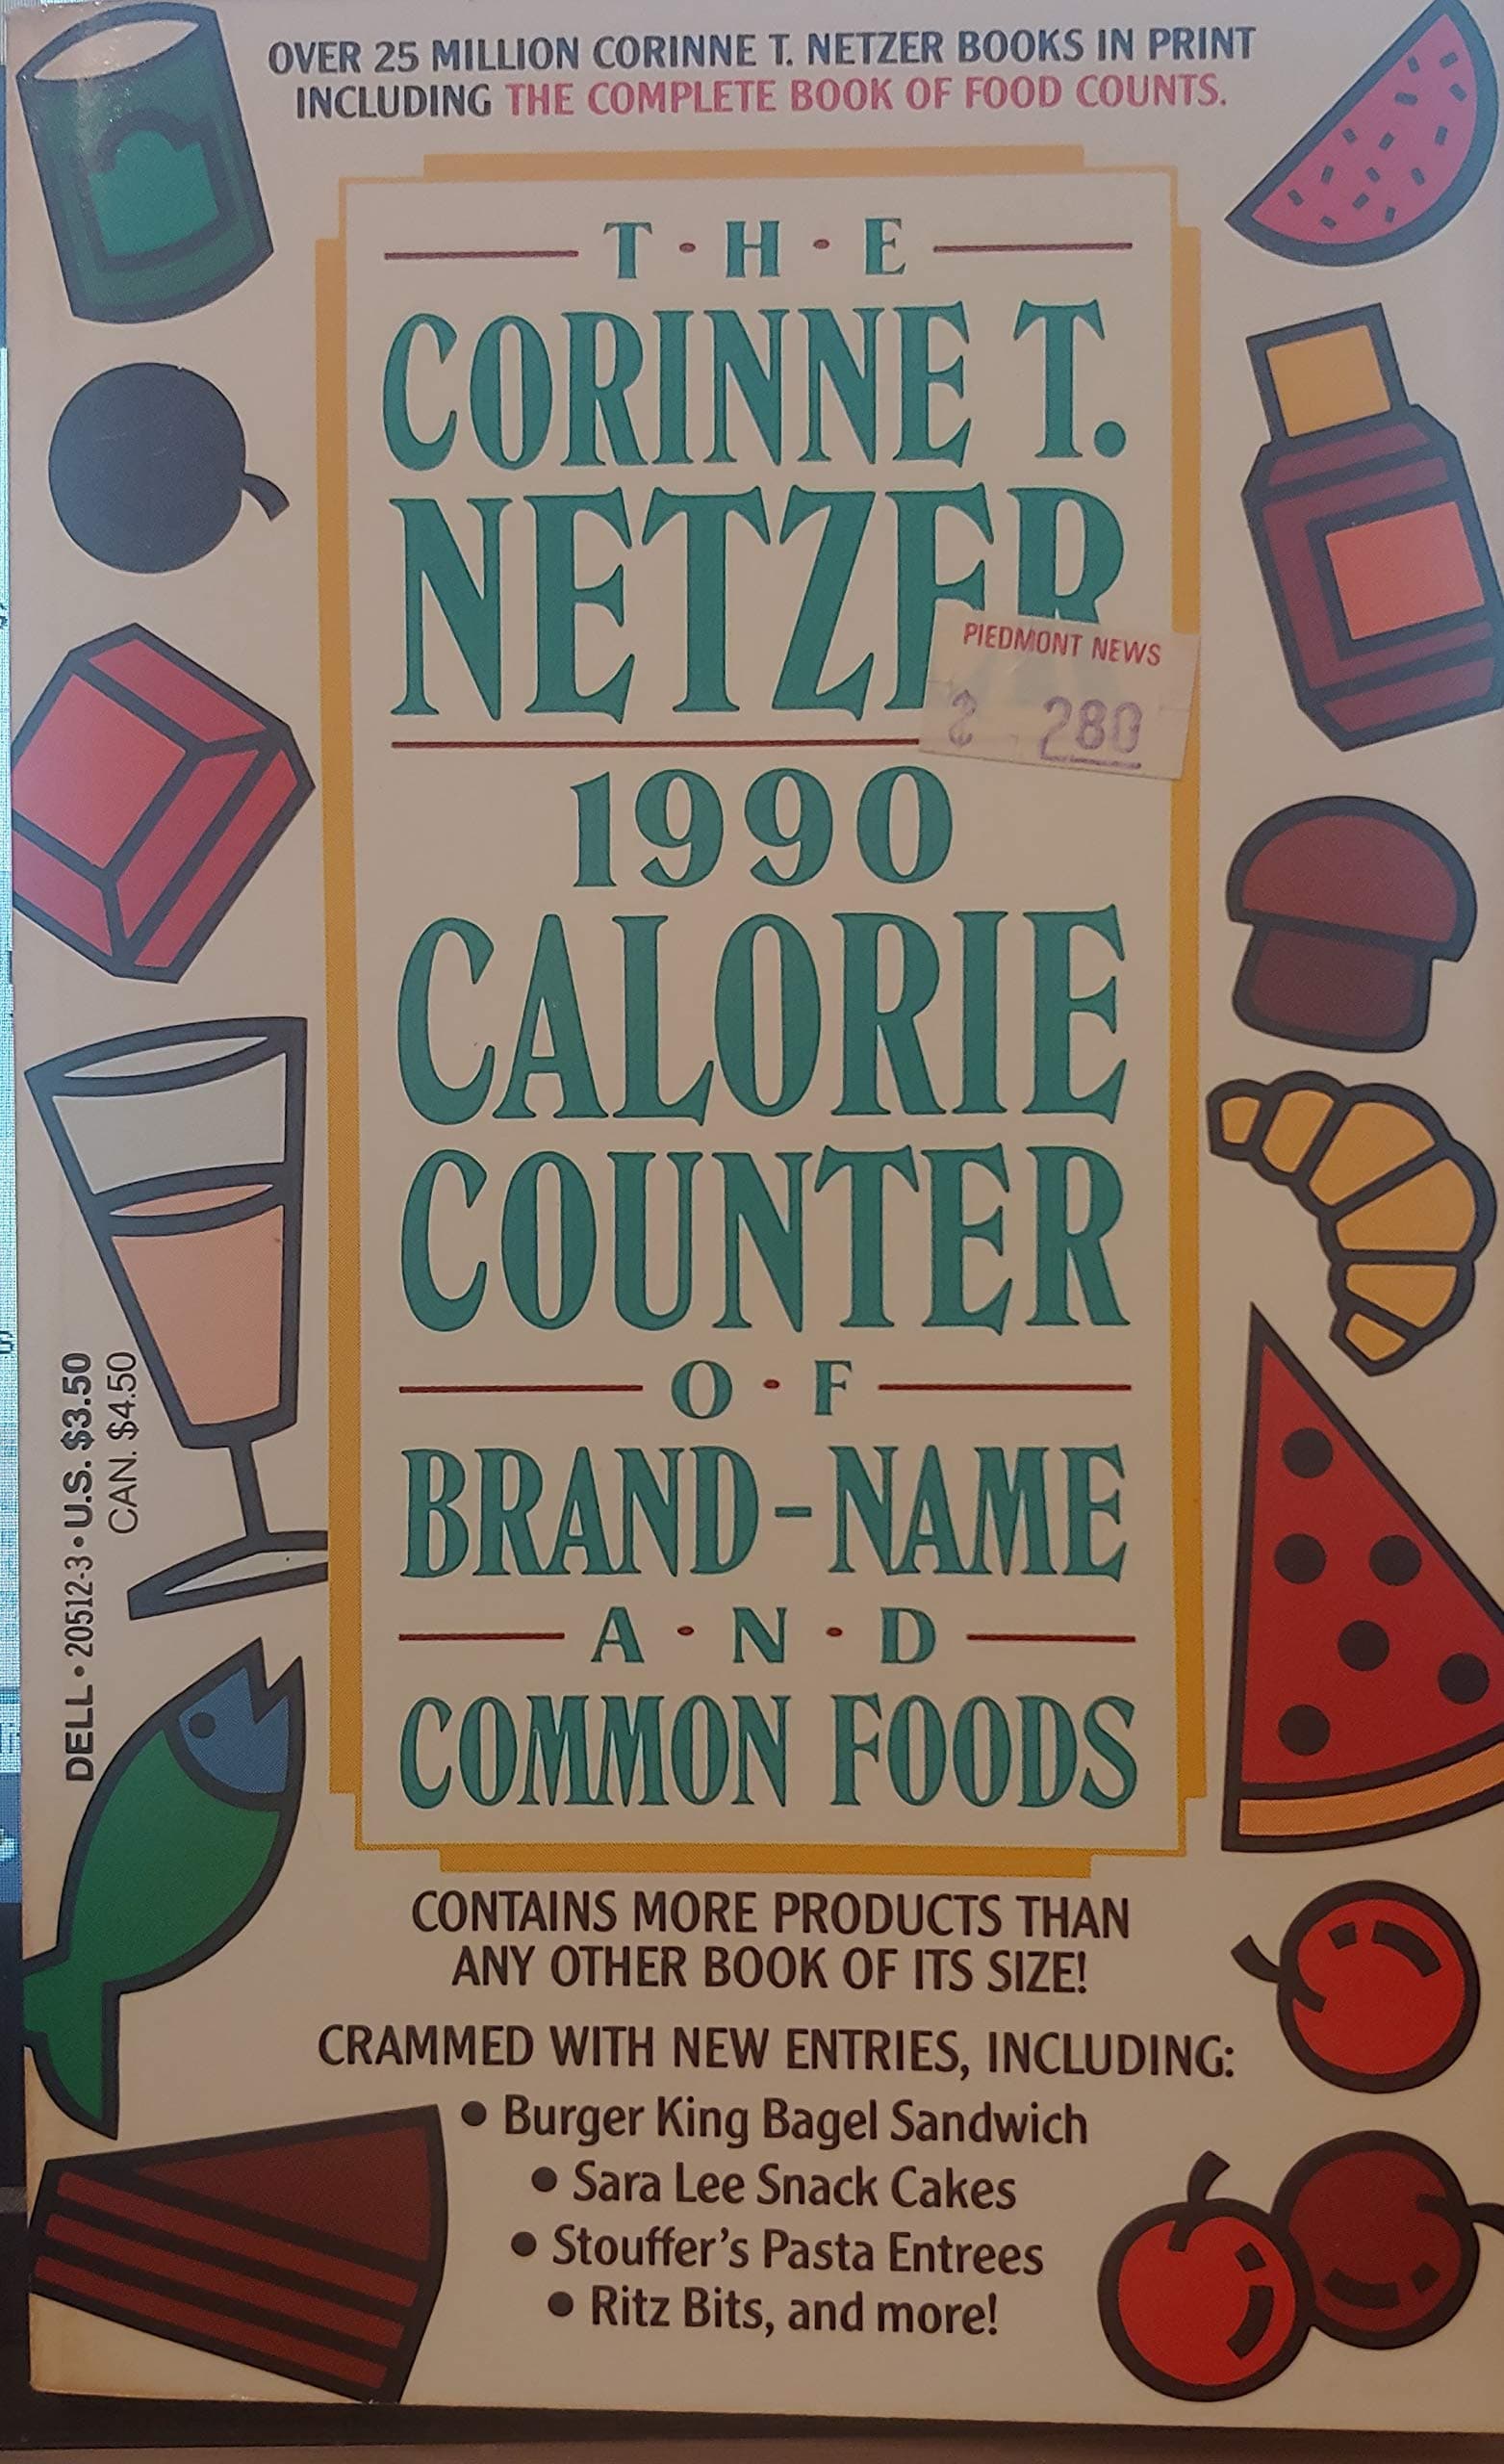 OVER 25 MILLION CORINNE T. NETZER BOOKS IN PRINT
INCLUDING THE COMPLETE BOOK OF FOOD COUNTS.
T·H·E
CORINNE T.
NETZER
PIEDMONT NEWS
280
1990
CALORIE
COUNTER
O·F
BRAND-NAME
A·N·D
COMMON FOODS
DELL • 20512-3 • U.S. $3.50
CAN. $4.50
CONTAINS MORE PRODUCTS THAN
ANY OTHER BOOK OF ITS SIZE!
CRAMMED WITH NEW ENTRIES, INCLUDING:
• Burger King Bagel Sandwich
• Sara Lee Snack Cakes
• Stouffer's Pasta Entrees
• Ritz Bits, and more!